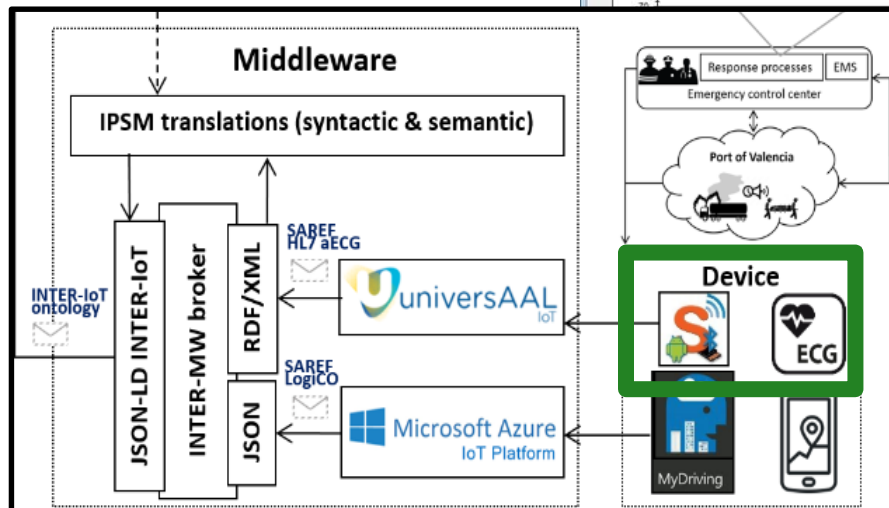 70
Middleware
IPSM translations (syntactic & semantic)
INTER-IoT
ontology
JSON-LD INTER-IoT
INTER-MW broker
RDF/XML
JSON
SAREF
HL7 aECG
universAAL
IoT
SAREF
LogiCO
Microsoft Azure
IoT Platform
Response processes
EMS
Emergency control center
Port of Valencia
Device
S
ECG
MyDriving